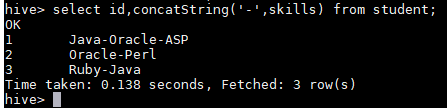 hive> select id,concatString('-',skills) from student;
OK
1 Java-Oracle-ASP
2 Oracle-Perl
3 Ruby-Java
Time taken: 0.138 seconds, Fetched: 3 row(s)
hive>